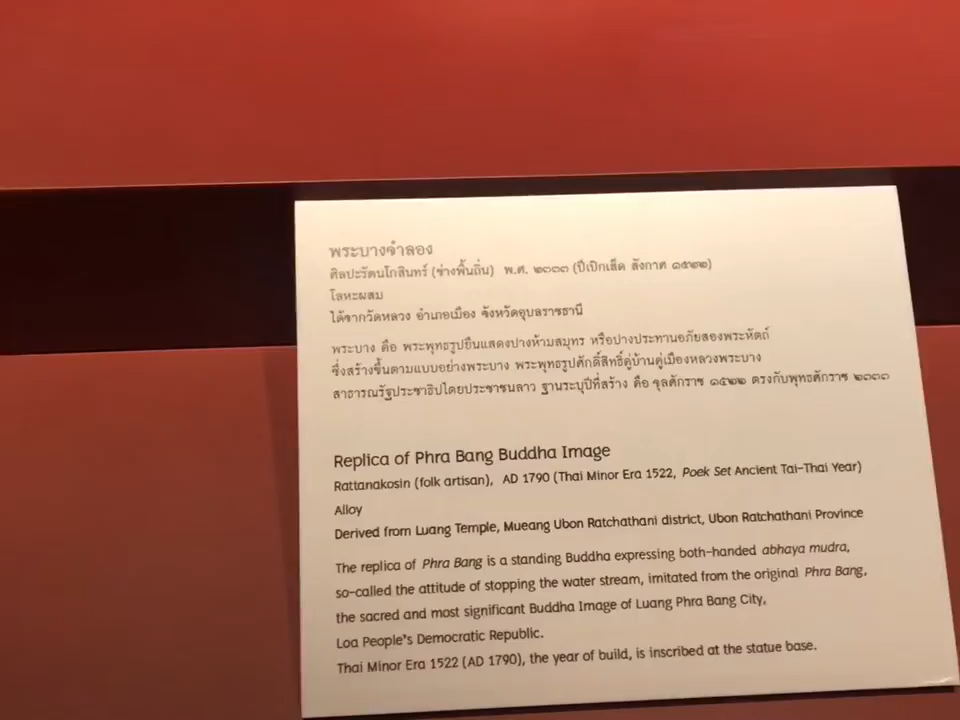 พระบางจำลอง
ศิลปะรัตนโกสินทร์ (ช่างพื้นถิ่น) พ.ศ. ๒๓๓๓ (ปีเปิกเส็ด สังกาศ ๑๕๒๒)
โลหะผสม
ได้จากวัดหลวง อำเภอเมือง จังหวัดอุบลราชธานี
พระบาง คือ พระพุทธรูปยืนแสดงปางห้ามสมุทร หรือปางประทานอภัยสองพระหัตถ์
ซึ่งสร้างขึ้นตามแบบอย่างพระบาง พระพุทธรูปศักดิ์สิทธิ์คู่บ้านคู่เมืองหลวงพระบาง
สาธารณรัฐประชาธิปไตยประชาชนลาว ฐานระบุปีที่สร้าง คือ จุลศักราช ๑๕๒๒ ตรงกับพุทธศักราช ๒๓๓๓
Replica of Phra Bang Buddha Image
Rattanakosin (folk artisan), AD 1790 (Thai Minor Era 1522, Poek Set Ancient Tai-Thai Year)
Alloy
Derived from Luang Temple, Mueang Ubon Ratchathani district, Ubon Ratchathani Province
The replica of Phra Bang is a standing Buddha expressing both-handed abhaya mudra,
so-called the attitude of stopping the water stream, imitated from the original Phra Bang,
the sacred and most significant Buddha Image of Luang Phra Bang City,
Loa People's Democratic Republic.
Thai Minor Era 1522 (AD 1790), the year of build, is inscribed at the statue base.